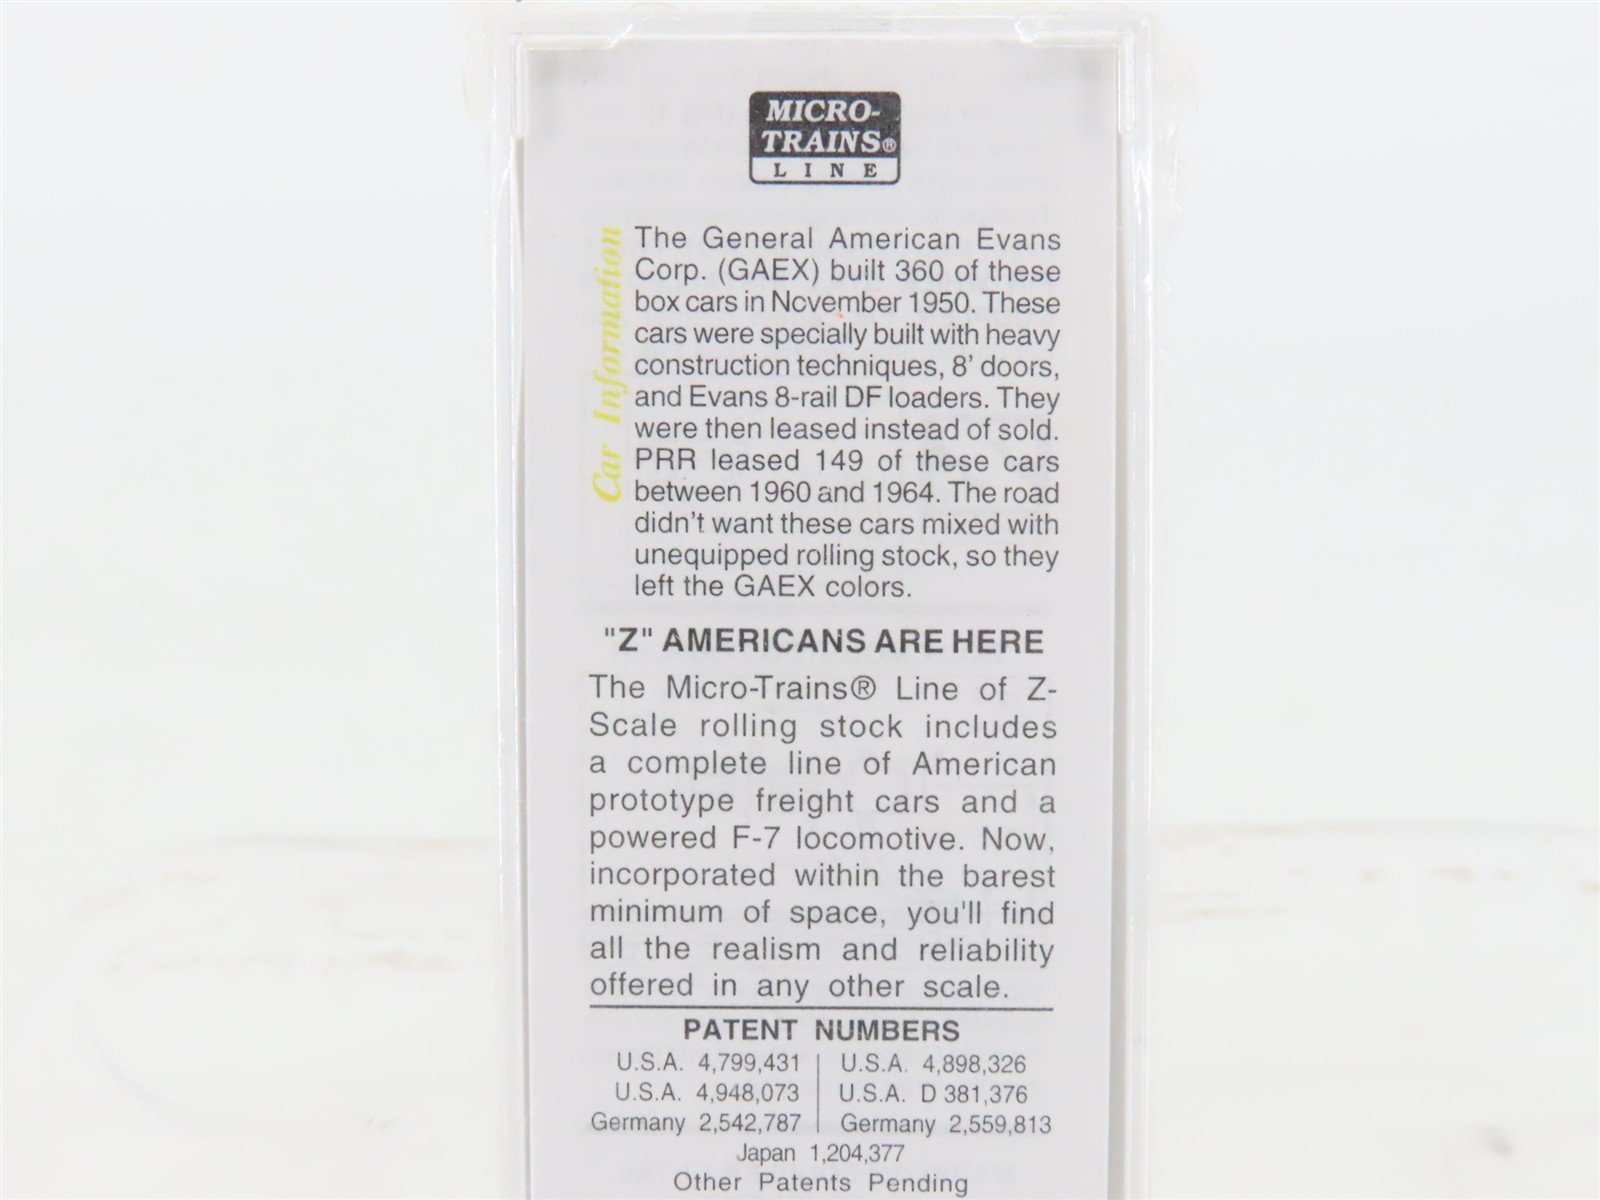 MICRO-
TRAINS®
LINE
Car Information
The General American Evans
Corp. (GAEX) built 360 of these
box cars in November 1950. These
cars were specially built with heavy
construction techniques, 8' doors,
and Evans 8-rail DF loaders. They
were then leased instead of sold.
PRR leased 149 of these cars
between 1960 and 1964. The road
didn't want these cars mixed with
unequipped rolling stock, so they
left the GAEX colors.
"Z" AMERICANS ARE HERE
The Micro-Trains® Line of Z-
Scale rolling stock includes
a complete line of American
prototype freight cars and a
powered F-7 locomotive. Now,
incorporated within the barest
minimum of space, you'll find
all the realism and reliability
offered in any other scale.
PATENT NUMBERS
U.S.A. 4,799,431 | U.S.A. 4,898,326
U.S.A. 4,948,073 | U.S.A. D 381,376
Germany 2,542,787 | Germany 2,559,813
Japan 1,204,377
Other Patents Pending